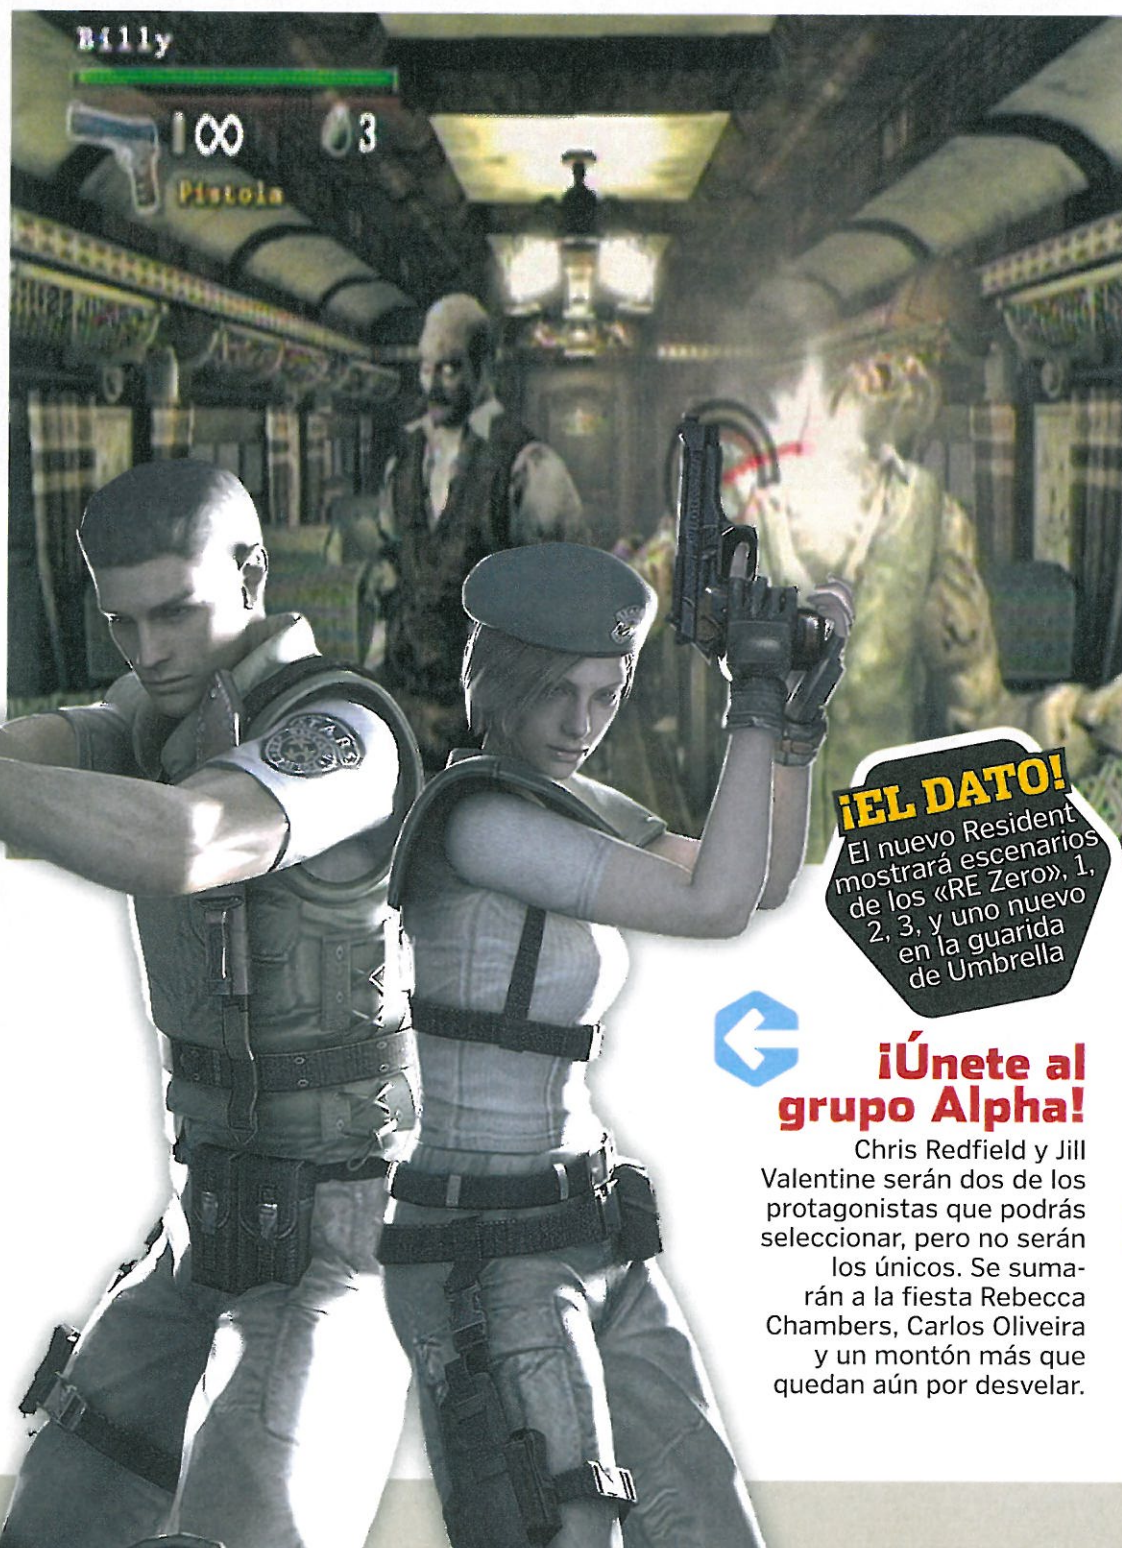 Billy
100
3
Pistola
¡EL DATO!
El nuevo Resident
mostrará escenarios
de los «RE Zero», 1,
2, 3, y uno nuevo
en la guarida
de Umbrella
¡Únete al
grupo Alpha!
Chris Redfield y Jill
Valentine serán dos de los
protagonistas que podrás
seleccionar, pero no serán
los únicos. Se suma-
rán a la fiesta Rebecca
Chambers, Carlos Oliveira
y un montón más que
quedan aún por desvelar.
S.T.A.R.S.